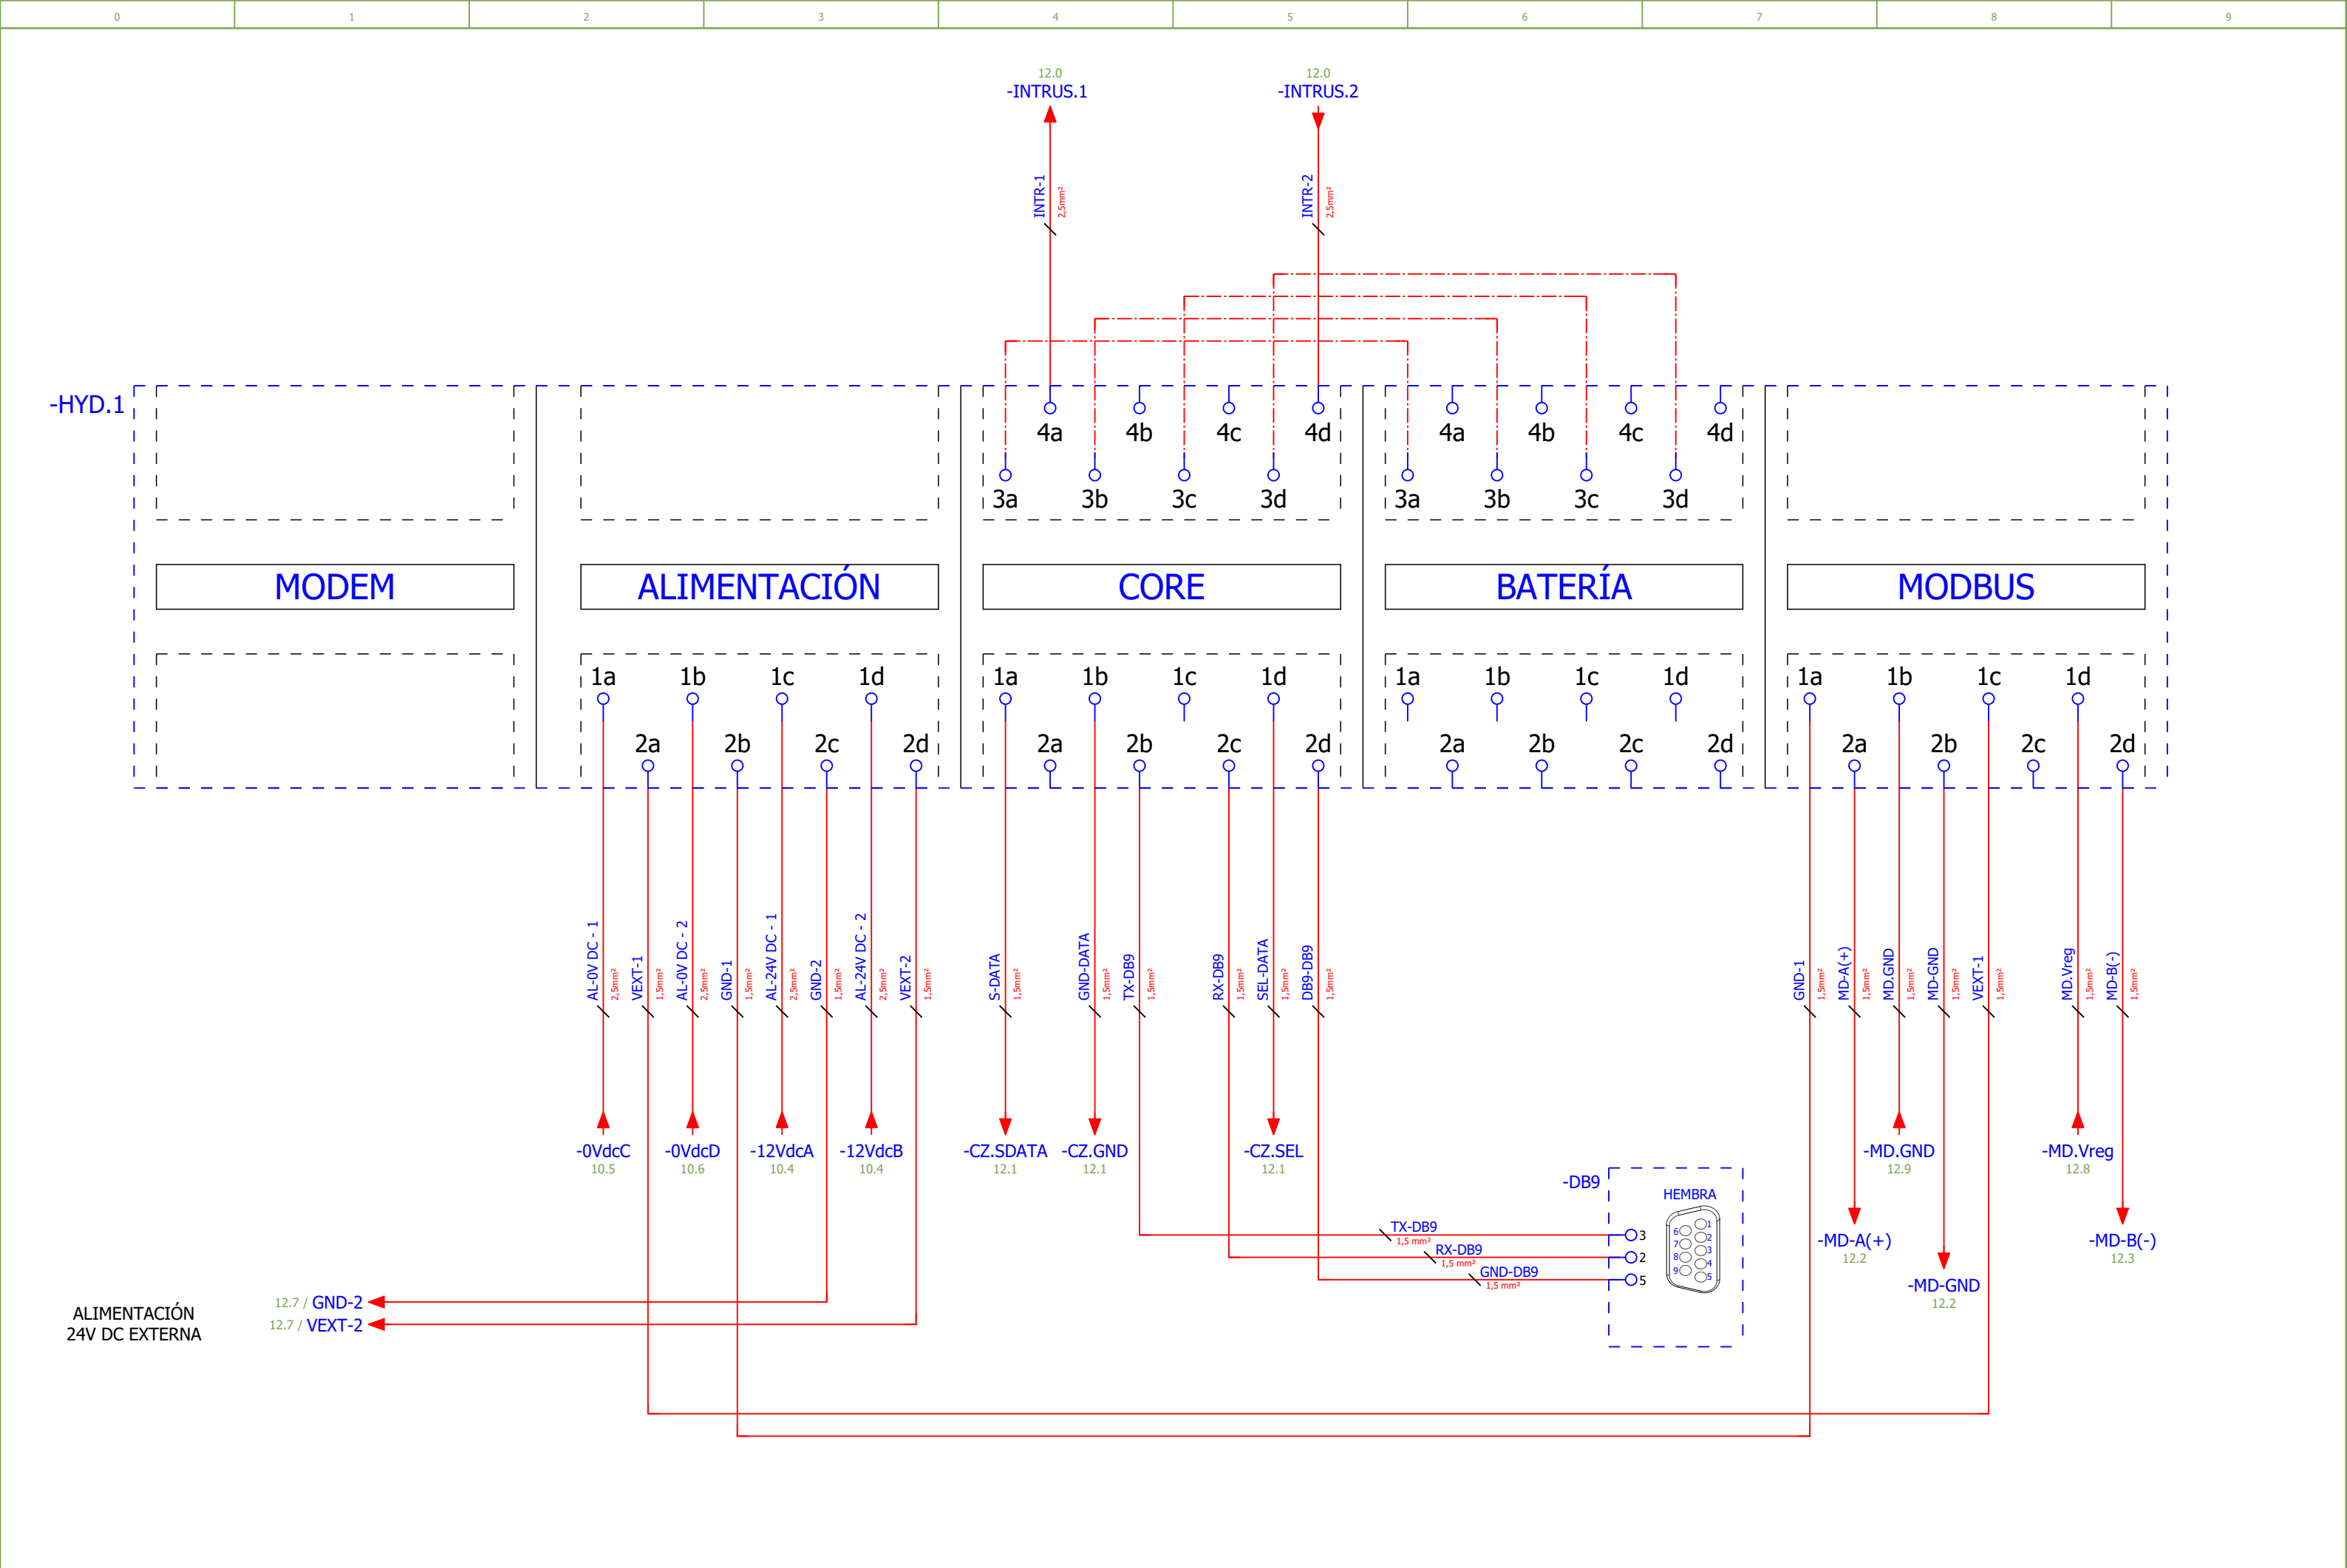 0 1 2 3 4 5 6 7 8 9
12.0 12.0
-INTRUS.1 -INTRUS.2
INTR-1 2,5mm² INTR-2 2,5mm²
-HYD.1
4a 4b 4c 4d 4a 4b 4c 4d
3a 3b 3c 3d 3a 3b 3c 3d
MODEM ALIMENTACIÓN CORE BATERÍA MODBUS
1a 1b 1c 1d 1a 1b 1c 1d 1a 1b 1c 1d 1a 1b 1c 1d
2a 2b 2c 2d 2a 2b 2c 2d 2a 2b 2c 2d 2a 2b 2c 2d
AL-0V DC - 1 2,5mm²
VEXT-1 1,5mm²
AL-0V DC - 2 2,5mm²
GND-1 1,5mm²
AL-24V DC - 1 2,5mm²
GND-2 1,5mm²
AL-24V DC - 2 2,5mm²
VEXT-2 1,5mm²
S-DATA 1,5mm²
GND-DATA 1,5mm²
TX-DB9 1,5mm²
RX-DB9 1,5mm²
SEL-DATA 1,5mm²
DB9-DB9 1,5mm²
GND-1 1,5mm²
MD-A(+) 1,5mm²
MD.GND 1,5mm²
MD-GND 1,5mm²
VEXT-1 1,5mm²
MD.Vreg 1,5mm²
MD-B(-) 1,5mm²
-0VdcC -0VdcD -12VdcA -12VdcB -CZ.SDATA -CZ.GND -CZ.SEL -MD.GND -MD.Vreg
10.5 10.6 10.4 10.4 12.1 12.1 12.1 12.9 12.8
-DB9
HEMBRA
TX-DB9
1,5 mm²
3
RX-DB9
1,5 mm²
2
GND-DB9
1,5 mm²
5
1
6
2
7
3
8
4
9
5
-MD-A(+) -MD-B(-)
12.2 12.3
-MD-GND
12.2
ALIMENTACIÓN
24V DC EXTERNA
12.7 / GND-2
12.7 / VEXT-2